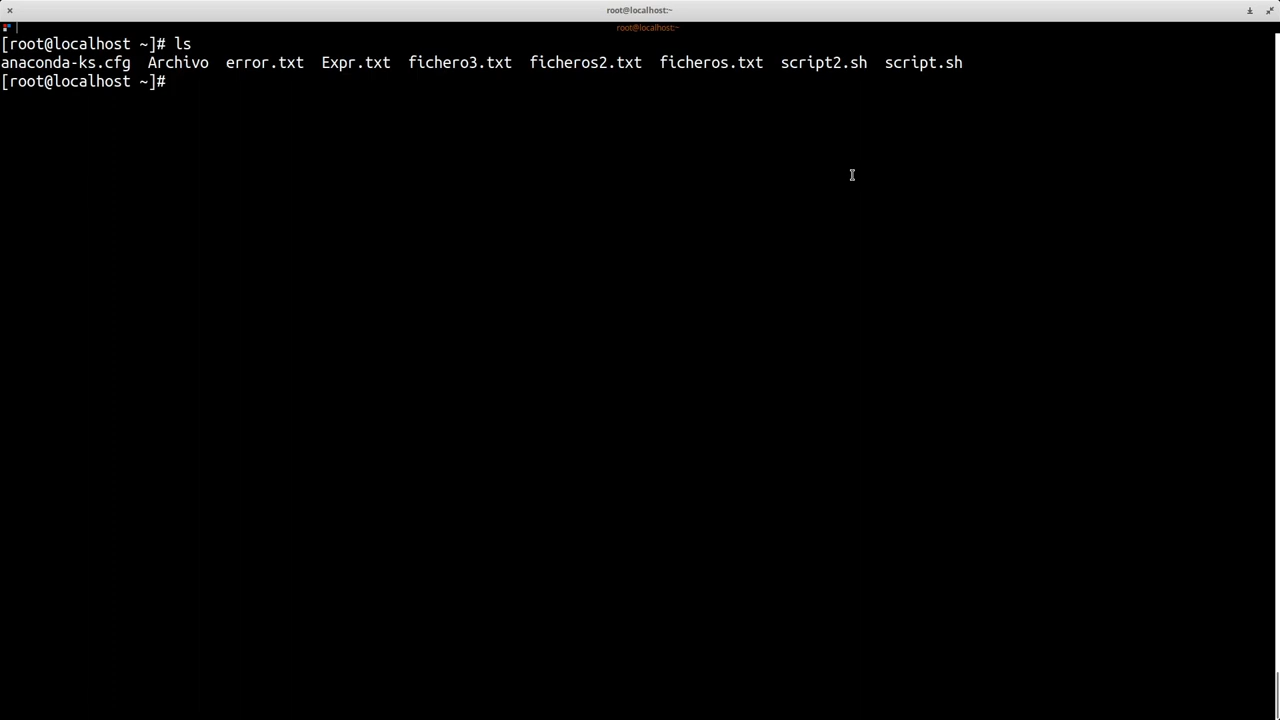 root@localhost:~
root@localhost:~
[root@localhost ~]# ls
anaconda-ks.cfg  Archivo  error.txt  Expr.txt  fichero3.txt  ficheros2.txt  ficheros.txt  script2.sh  script.sh
[root@localhost ~]#